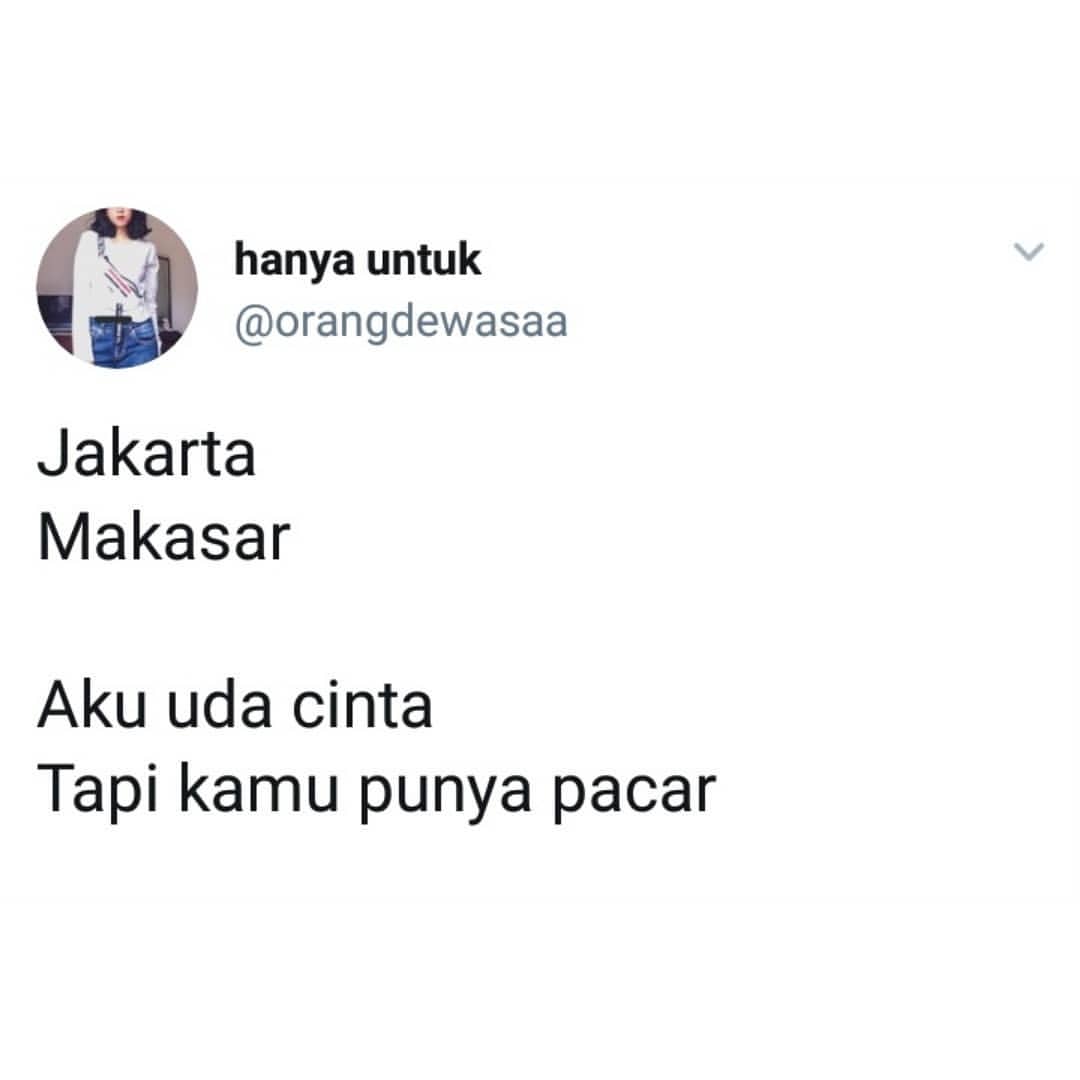 hanya untuk
@orangdewasaa
Jakarta
Makasar
Aku uda cinta
Tapi kamu punya pacar